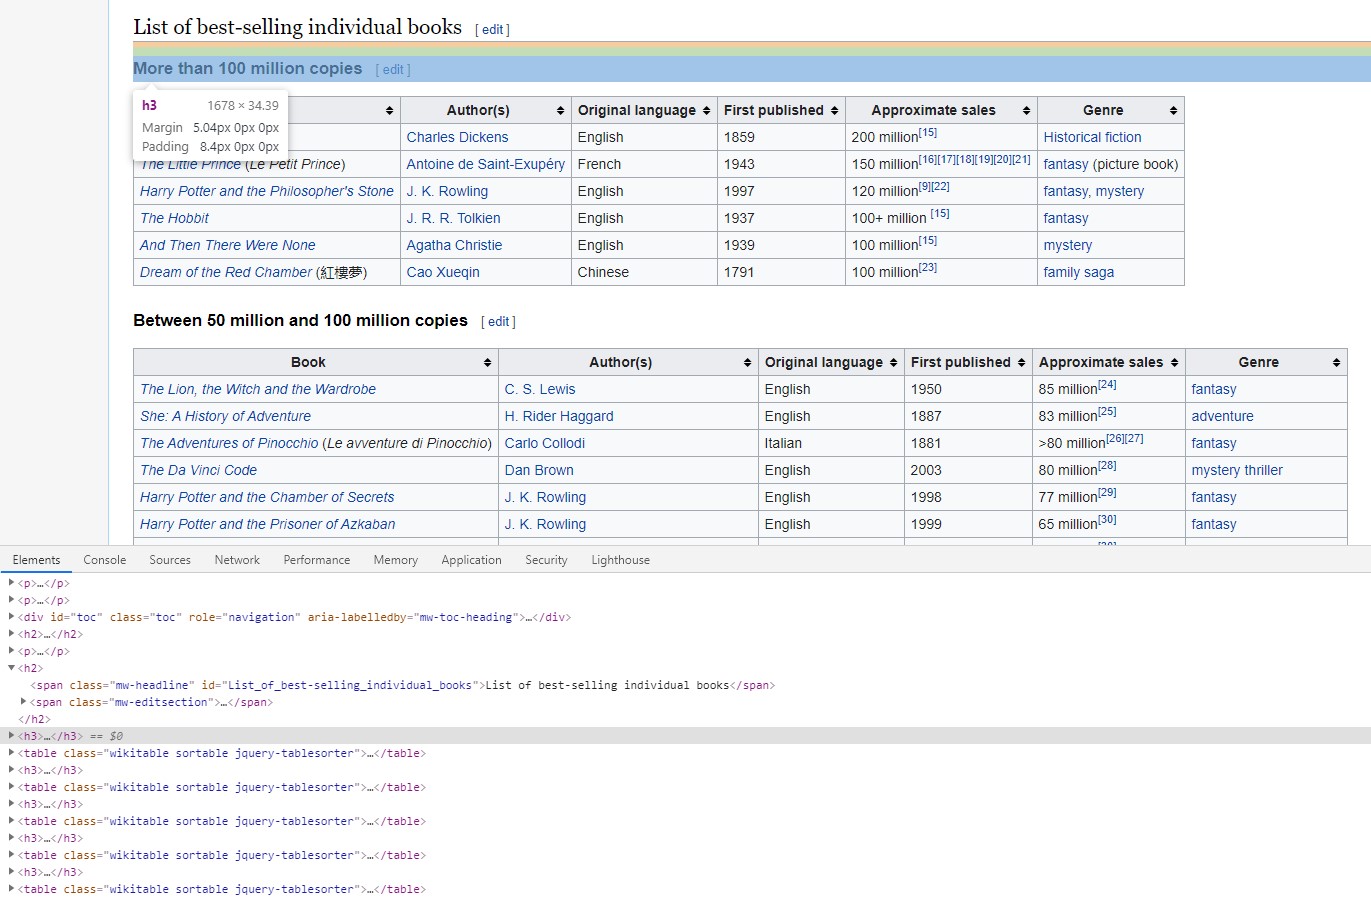 List of best-selling individual books [ edit ]
More than 100 million copies [ edit ]
h3 1678 × 34.39
Margin 5.04px 0px 0px
Padding 8.4px 0px 0px
Author(s) Original language First published Approximate sales Genre
Charles Dickens English 1859 200 million[15] Historical fiction
The Little Prince (Le Petit Prince) Antoine de Saint-Exupéry French 1943 150 million[16][17][18][19][20][21] fantasy (picture book)
Harry Potter and the Philosopher's Stone J. K. Rowling English 1997 120 million[9][22] fantasy, mystery
The Hobbit J. R. R. Tolkien English 1937 100+ million [15] fantasy
And Then There Were None Agatha Christie English 1939 100 million[15] mystery
Dream of the Red Chamber (紅樓夢) Cao Xueqin Chinese 1791 100 million[23] family saga
Between 50 million and 100 million copies [ edit ]
Book Author(s) Original language First published Approximate sales Genre
The Lion, the Witch and the Wardrobe C. S. Lewis English 1950 85 million[24] fantasy
She: A History of Adventure H. Rider Haggard English 1887 83 million[25] adventure
The Adventures of Pinocchio (Le avventure di Pinocchio) Carlo Collodi Italian 1881 >80 million[26][27] fantasy
The Da Vinci Code Dan Brown English 2003 80 million[28] mystery thriller
Harry Potter and the Chamber of Secrets J. K. Rowling English 1998 77 million[29] fantasy
Harry Potter and the Prisoner of Azkaban J. K. Rowling English 1999 65 million[30] fantasy
Elements Console Sources Network Performance Memory Application Security Lighthouse
<p>…</p>
<p>…</p>
<div id="toc" class="toc" role="navigation" aria-labelledby="mw-toc-heading">…</div>
<h2>…</h2>
<p>…</p>
<h2>
<span class="mw-headline" id="List_of_best-selling_individual_books">List of best-selling individual books</span>
<span class="mw-editsection">…</span>
</h2>
<h3>…</h3> == $0
<table class="wikitable sortable jquery-tablesorter">…</table>
<h3>…</h3>
<table class="wikitable sortable jquery-tablesorter">…</table>
<h3>…</h3>
<table class="wikitable sortable jquery-tablesorter">…</table>
<h3>…</h3>
<table class="wikitable sortable jquery-tablesorter">…</table>
<h3>…</h3>
<table class="wikitable sortable jquery-tablesorter">…</table>